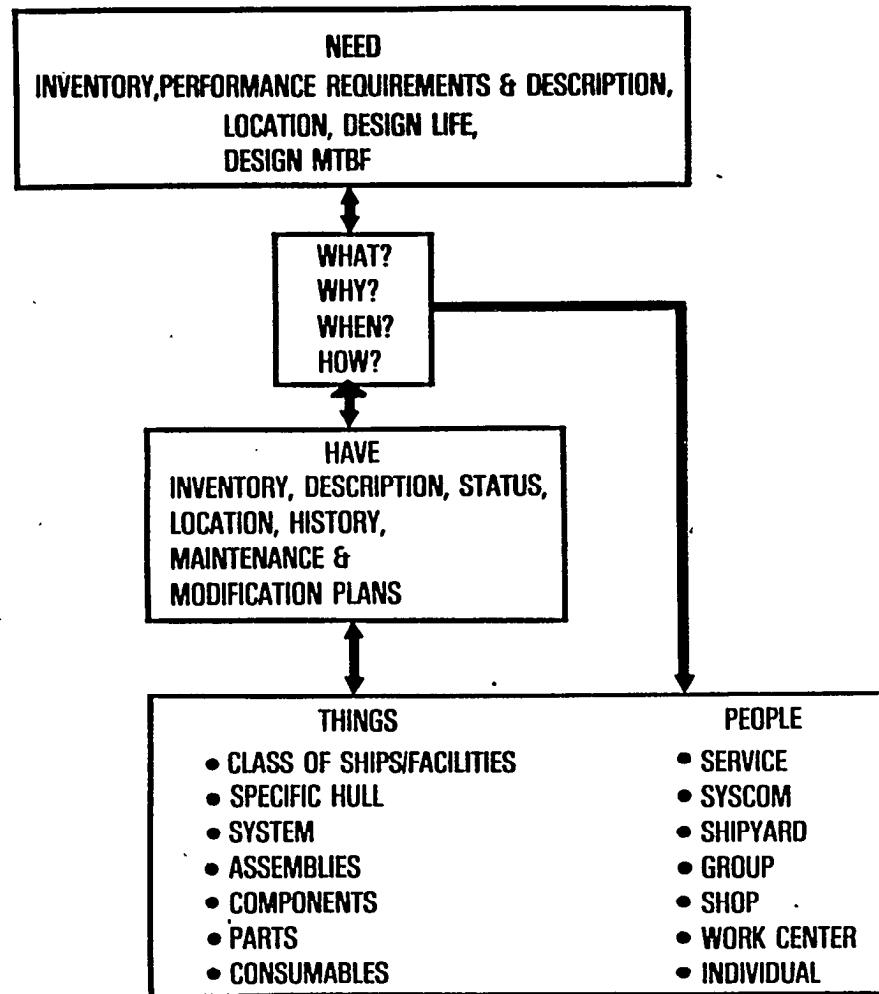 NEED
INVENTORY,PERFORMANCE REQUIREMENTS & DESCRIPTION,
LOCATION, DESIGN LIFE,
DESIGN MTBF
WHAT?
WHY?
WHEN?
HOW?
HAVE
INVENTORY, DESCRIPTION, STATUS,
LOCATION, HISTORY,
MAINTENANCE &
MODIFICATION PLANS
THINGS
• CLASS OF SHIPS/FACILITIES
• SPECIFIC HULL
• SYSTEM
• ASSEMBLIES
• COMPONENTS
• PARTS
• CONSUMABLES
PEOPLE
• SERVICE
• SYSCOM
• SHIPYARD
• GROUP
• SHOP
• WORK CENTER
• INDIVIDUAL